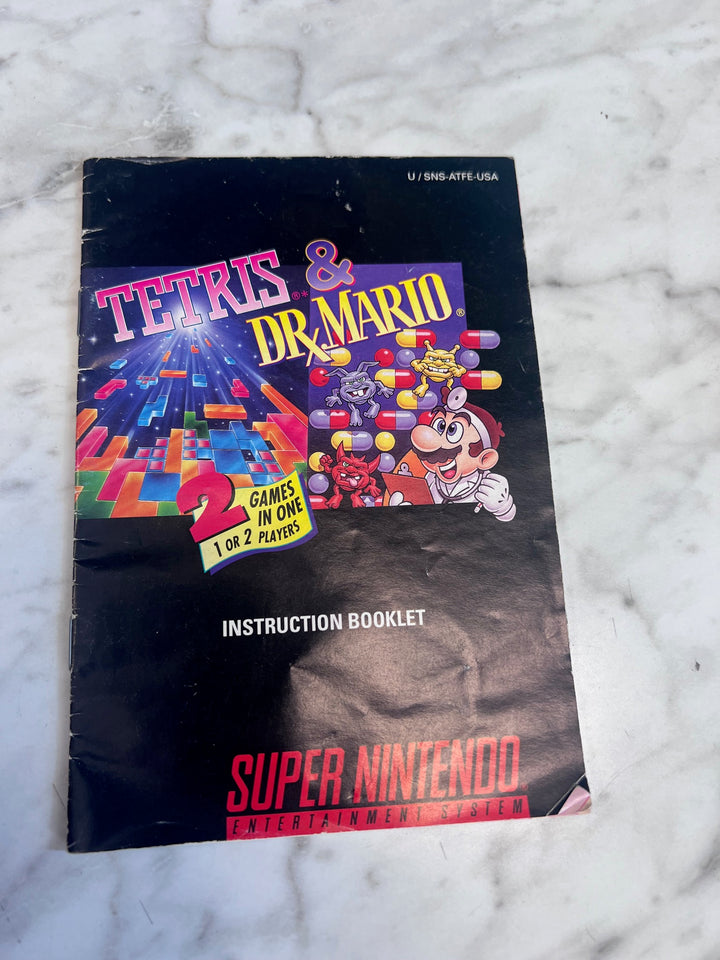 U / SNS-ATFE-USA
TETRIS®* &
DR. MARIO®
2 GAMES
IN ONE
1 OR 2 PLAYERS
INSTRUCTION BOOKLET
SUPER NINTENDO
ENTERTAINMENT SYSTEM